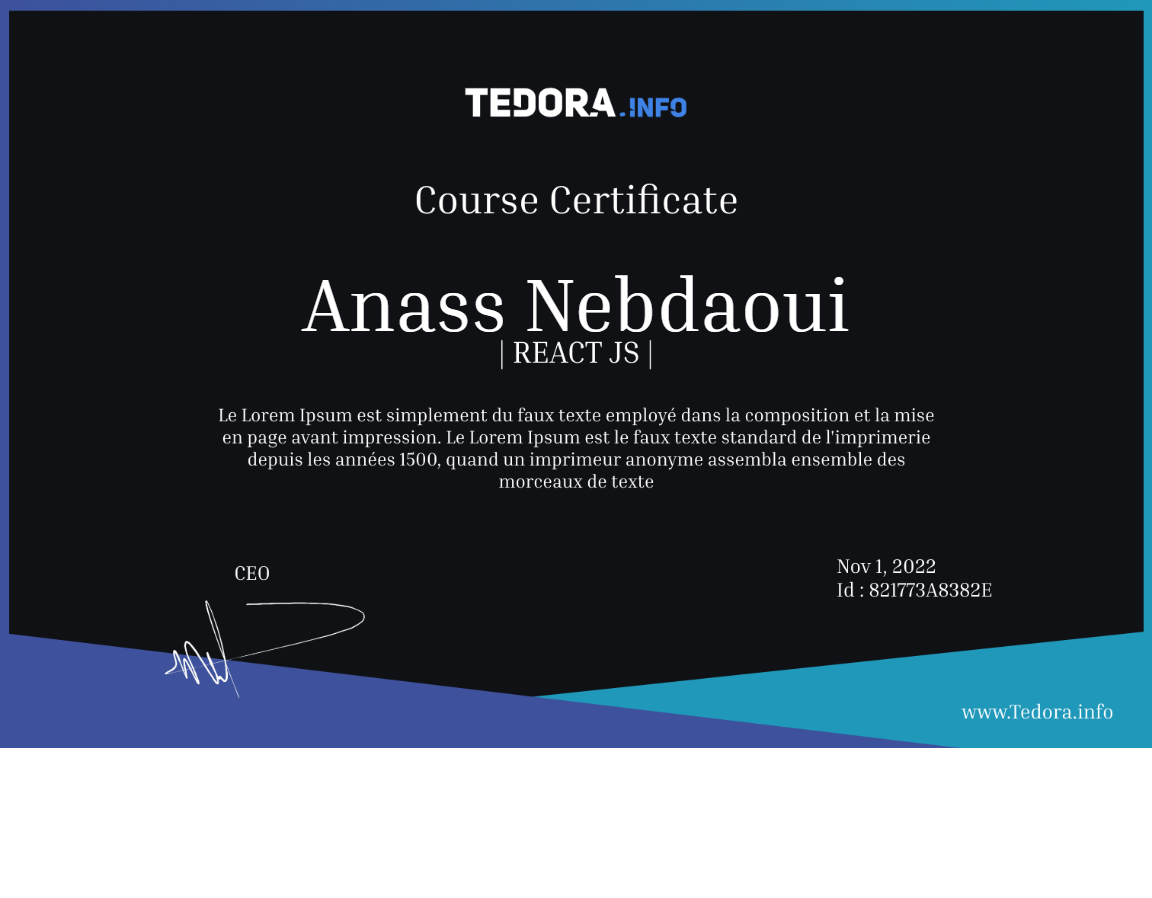 TEDORA.INFO
Course Certificate
Anass Nebdaoui
| REACT JS |
Le Lorem Ipsum est simplement du faux texte employé dans la composition et la mise
en page avant impression. Le Lorem Ipsum est le faux texte standard de l'imprimerie
depuis les années 1500, quand un imprimeur anonyme assembla ensemble des
morceaux de texte
CEO
Nov 1, 2022
Id : 821773A8382E
www.Tedora.info